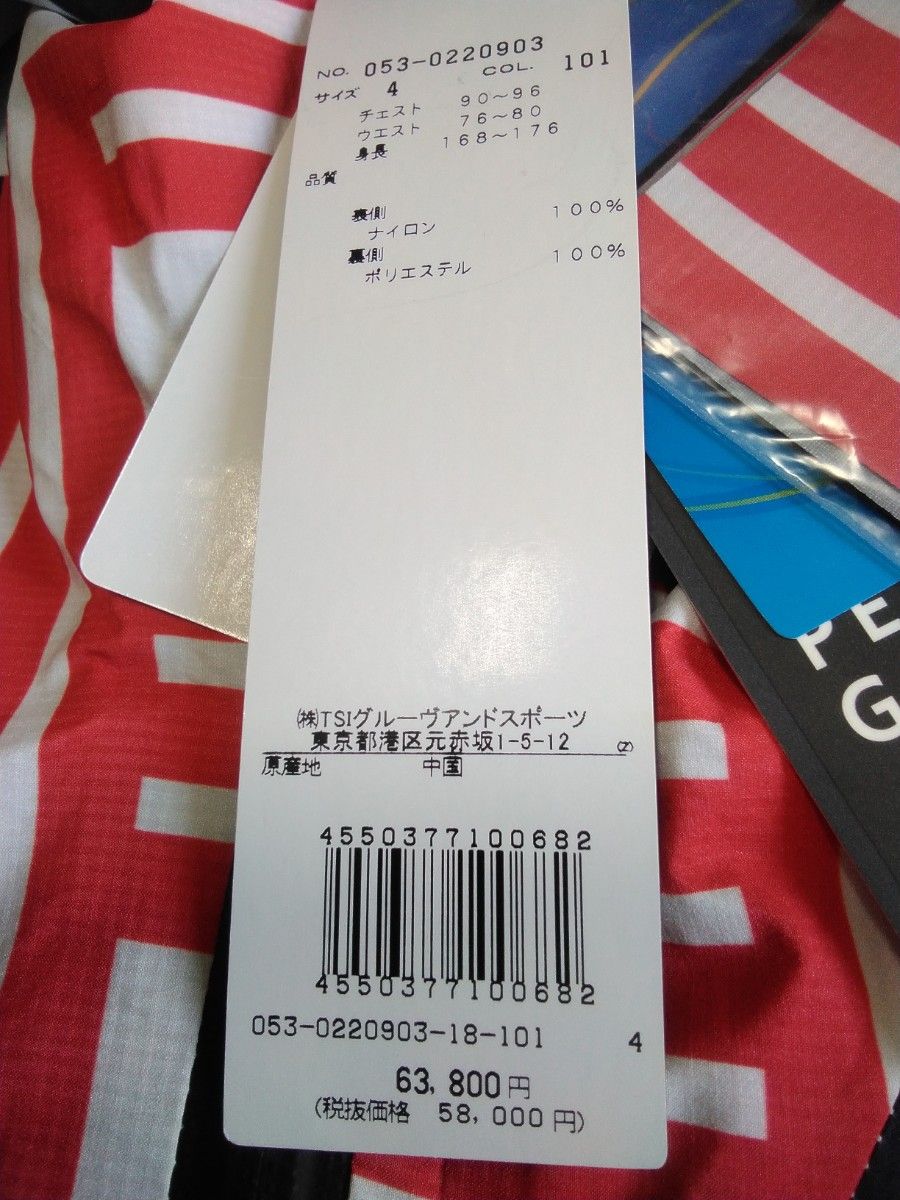 NO. 053-0220903
COL. 101
サイズ 4
チェスト 90～96
ウエスト 76～80
身長 168～176
品質
裏側 100%
ナイロン
裏側 100%
ポリエステル
㈱TSIグルーヴアンドスポーツ
東京都港区元赤坂1-5-12 (Z)
原産地 中国
4550377100682
4550377100682
053-0220903-18-101 4
63,800円
(税抜価格 58,000円)
PE
G